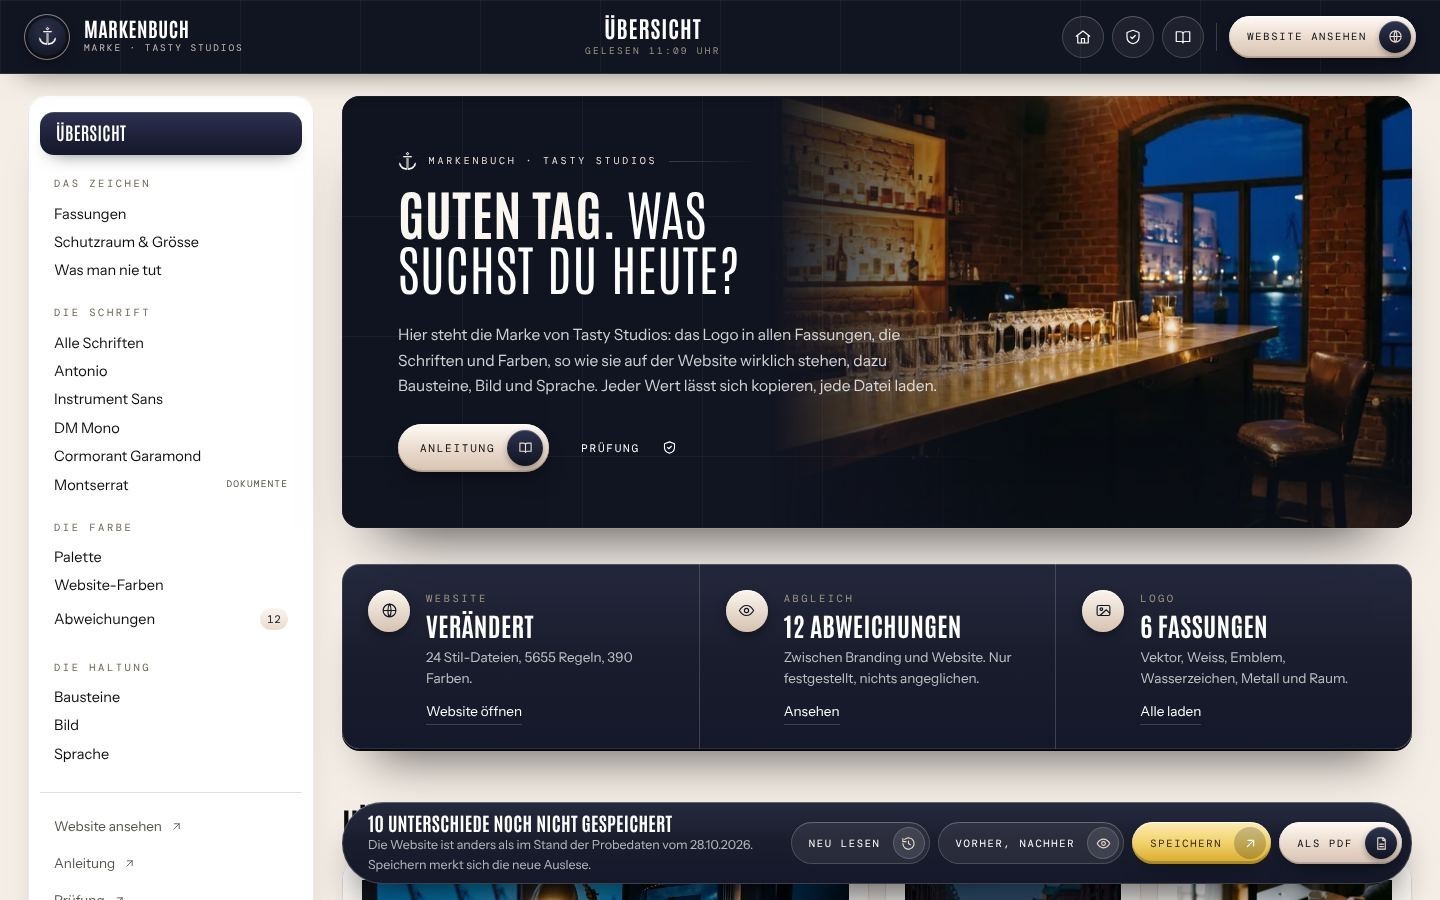 MARKENBUCH
MARKE · TASTY STUDIOS
ÜBERSICHT
GELESEN 11:09 UHR
WEBSITE ANSEHEN
ÜBERSICHT
DAS ZEICHEN
Fassungen
Schutzraum & Grösse
Was man nie tut
DIE SCHRIFT
Alle Schriften
Antonio
Instrument Sans
DM Mono
Cormorant Garamond
Montserrat
DOKUMENTE
DIE FARBE
Palette
Website-Farben
Abweichungen
12
DIE HALTUNG
Bausteine
Bild
Sprache
Website ansehen
Anleitung
Prüfung
MARKENBUCH · TASTY STUDIOS
GUTEN TAG. WAS
SUCHST DU HEUTE?
Hier steht die Marke von Tasty Studios: das Logo in allen Fassungen, die
Schriften und Farben, so wie sie auf der Website wirklich stehen, dazu
Bausteine, Bild und Sprache. Jeder Wert lässt sich kopieren, jede Datei laden.
ANLEITUNG
PRÜFUNG
WEBSITE
VERÄNDERT
24 Stil-Dateien, 5655 Regeln, 390
Farben.
Website öffnen
ABGLEICH
12 ABWEICHUNGEN
Zwischen Branding und Website. Nur
festgestellt, nichts angeglichen.
Ansehen
LOGO
6 FASSUNGEN
Vektor, Weiss, Emblem,
Wasserzeichen, Metall und Raum.
Alle laden
10 UNTERSCHIEDE NOCH NICHT GESPEICHERT
Die Website ist anders als im Stand der Probedaten vom 28.10.2026.
Speichern merkt sich die neue Auslese.
NEU LESEN
VORHER, NACHHER
SPEICHERN
ALS PDF